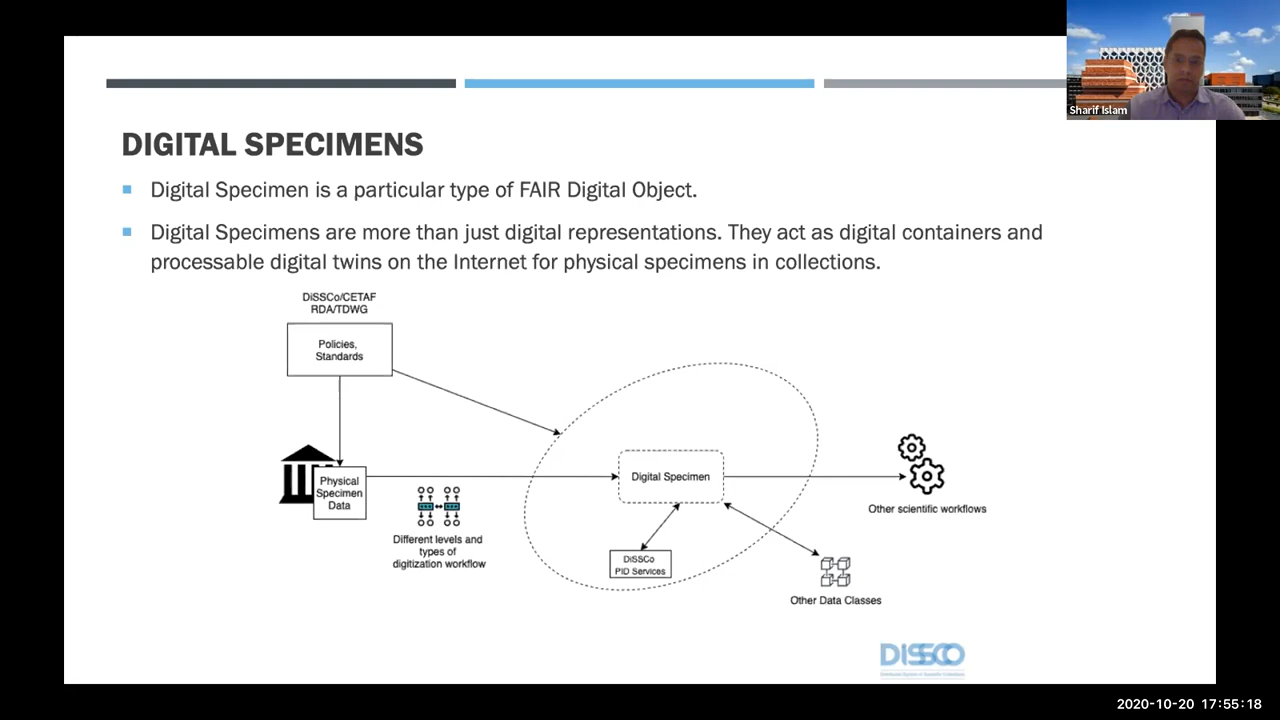 Sharif Islam
DIGITAL SPECIMENS
Digital Specimen is a particular type of FAIR Digital Object.
Digital Specimens are more than just digital representations. They act as digital containers and
processable digital twins on the Internet for physical specimens in collections.
DiSSCo/CETAF
RDA/TDWG
Policies,
Standards
Physical
Specimen
Data
Different levels and
types of
digitization workflow
Digital Specimen
DiSSCo
PID Services
Other scientific workflows
Other Data Classes
DISSCO
2020-10-20 17:55:18